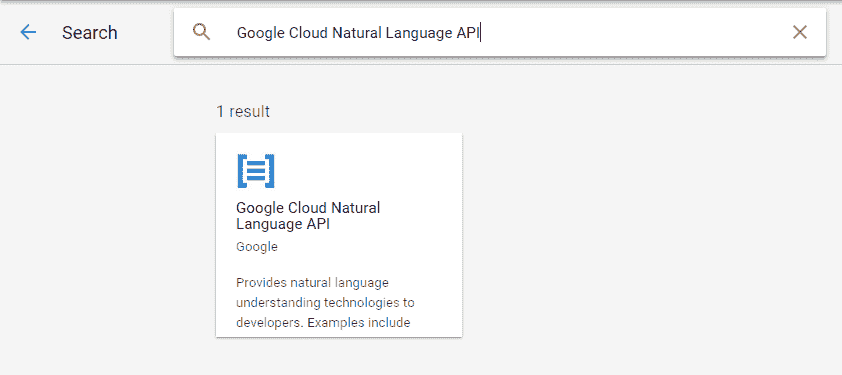 Search
Google Cloud Natural Language API
1 result
Google Cloud Natural
Language API
Google
Provides natural language
understanding technologies to
developers. Examples include